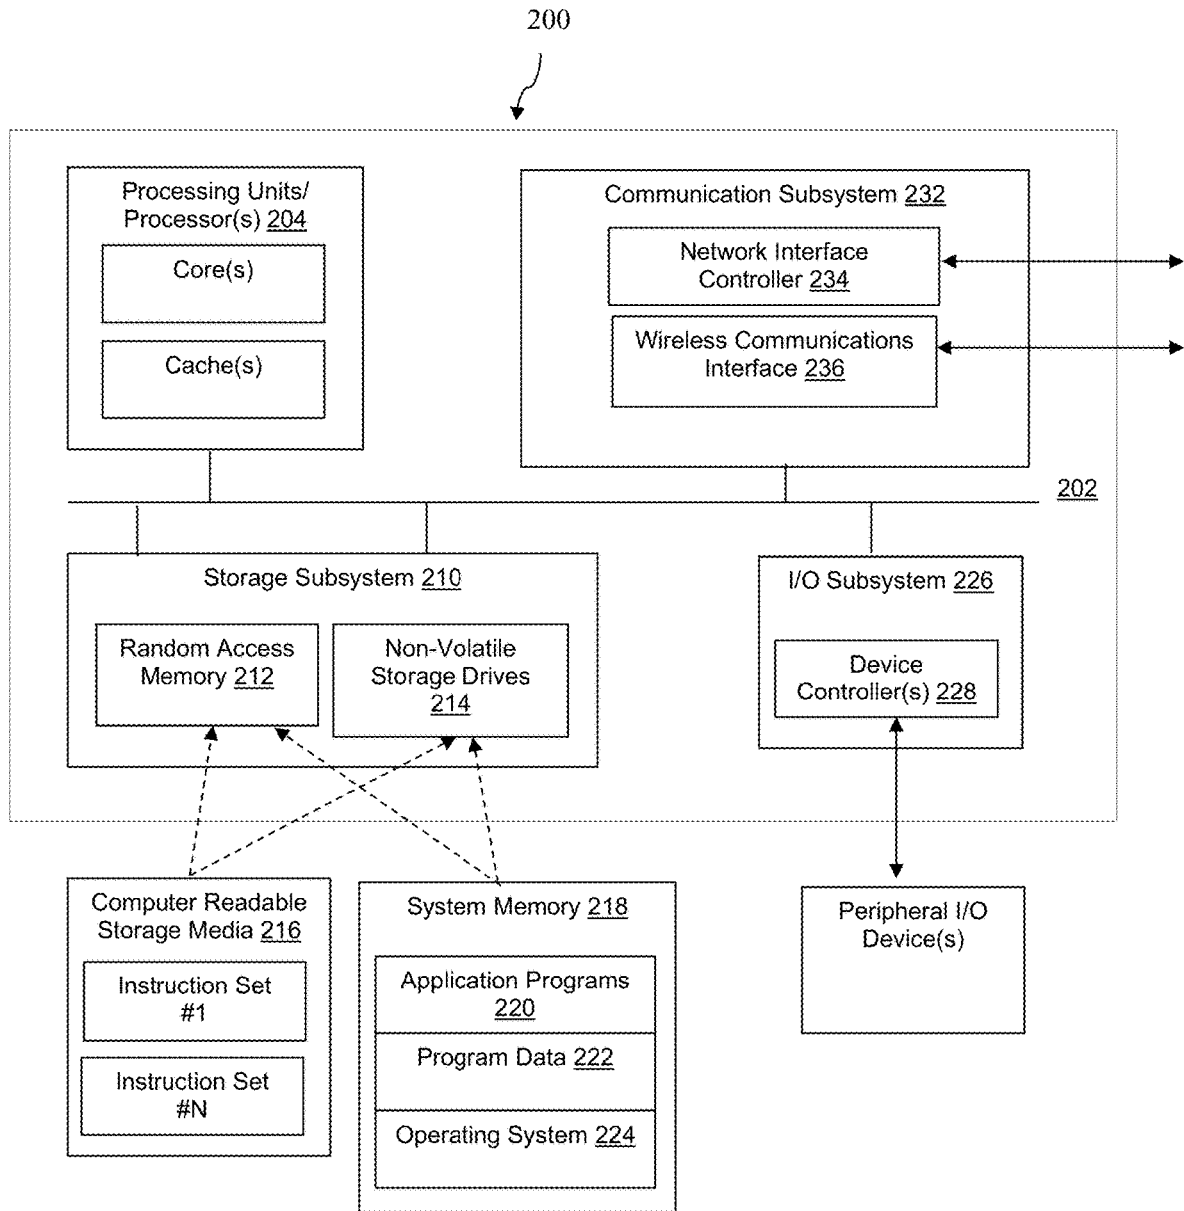 200
Processing Units/
Processor(s) 204
Core(s)
Cache(s)
Communication Subsystem 232
Network Interface
Controller 234
Wireless Communications
Interface 236
202
Storage Subsystem 210
Random Access
Memory 212
Non-Volatile
Storage Drives
214
I/O Subsystem 226
Device
Controller(s) 228
Computer Readable
Storage Media 216
Instruction Set
#1
Instruction Set
#N
System Memory 218
Application Programs
220
Program Data 222
Operating System 224
Peripheral I/O
Device(s)